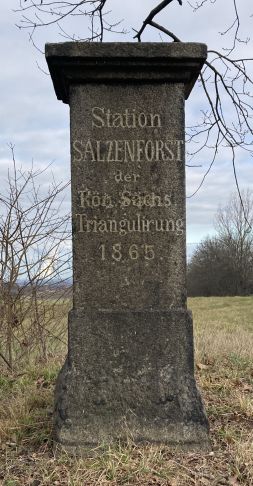 Station
SALZENFORST
der
Kön. Sächs.
Triangulirung
1865.